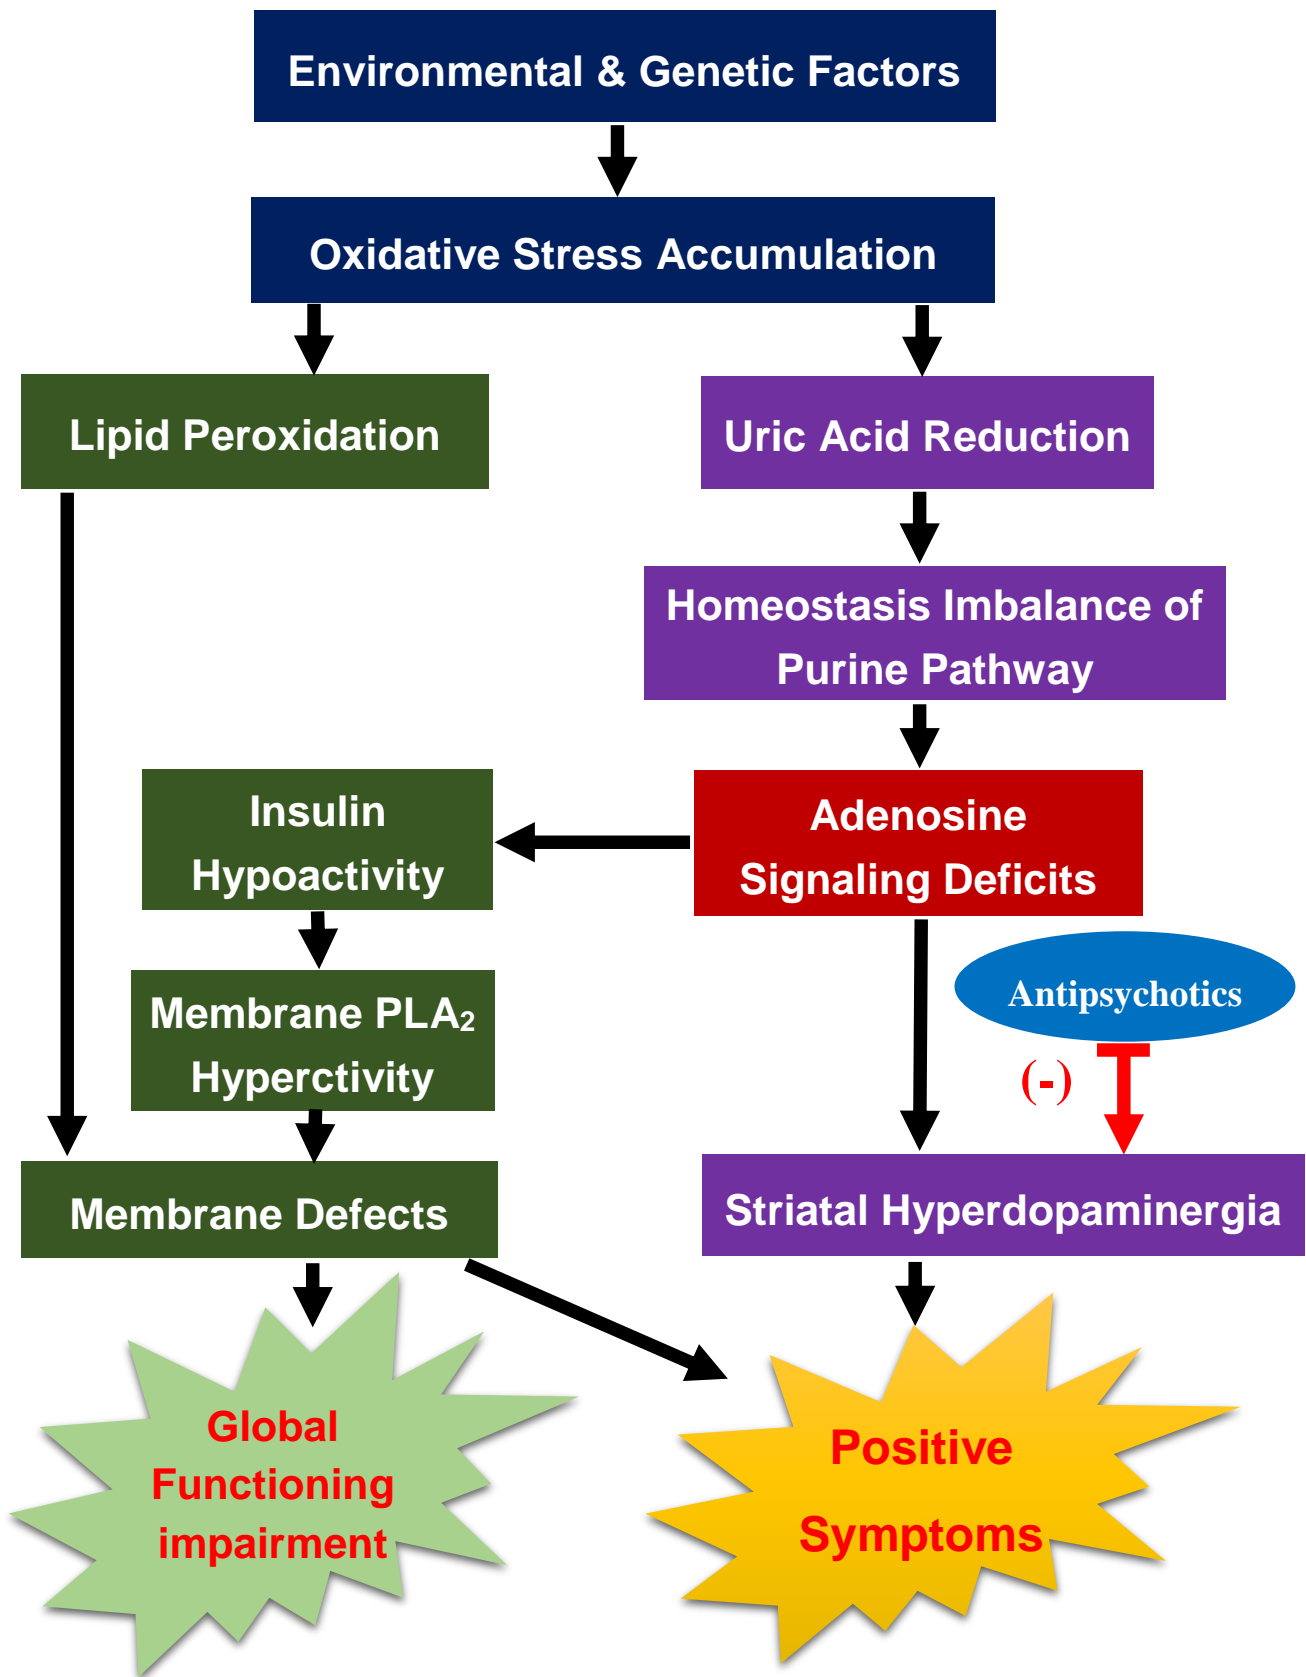 Environmental & Genetic Factors
Oxidative Stress Accumulation
Lipid Peroxidation
Uric Acid Reduction
Homeostasis Imbalance of
Purine Pathway
Insulin
Hypoactivity
Adenosine
Signaling Deficits
Antipsychotics
(-)
Membrane PLA₂
Hyperctivity
Membrane Defects
Striatal Hyperdopaminergia
Global
Functioning
impairment
Positive
Symptoms